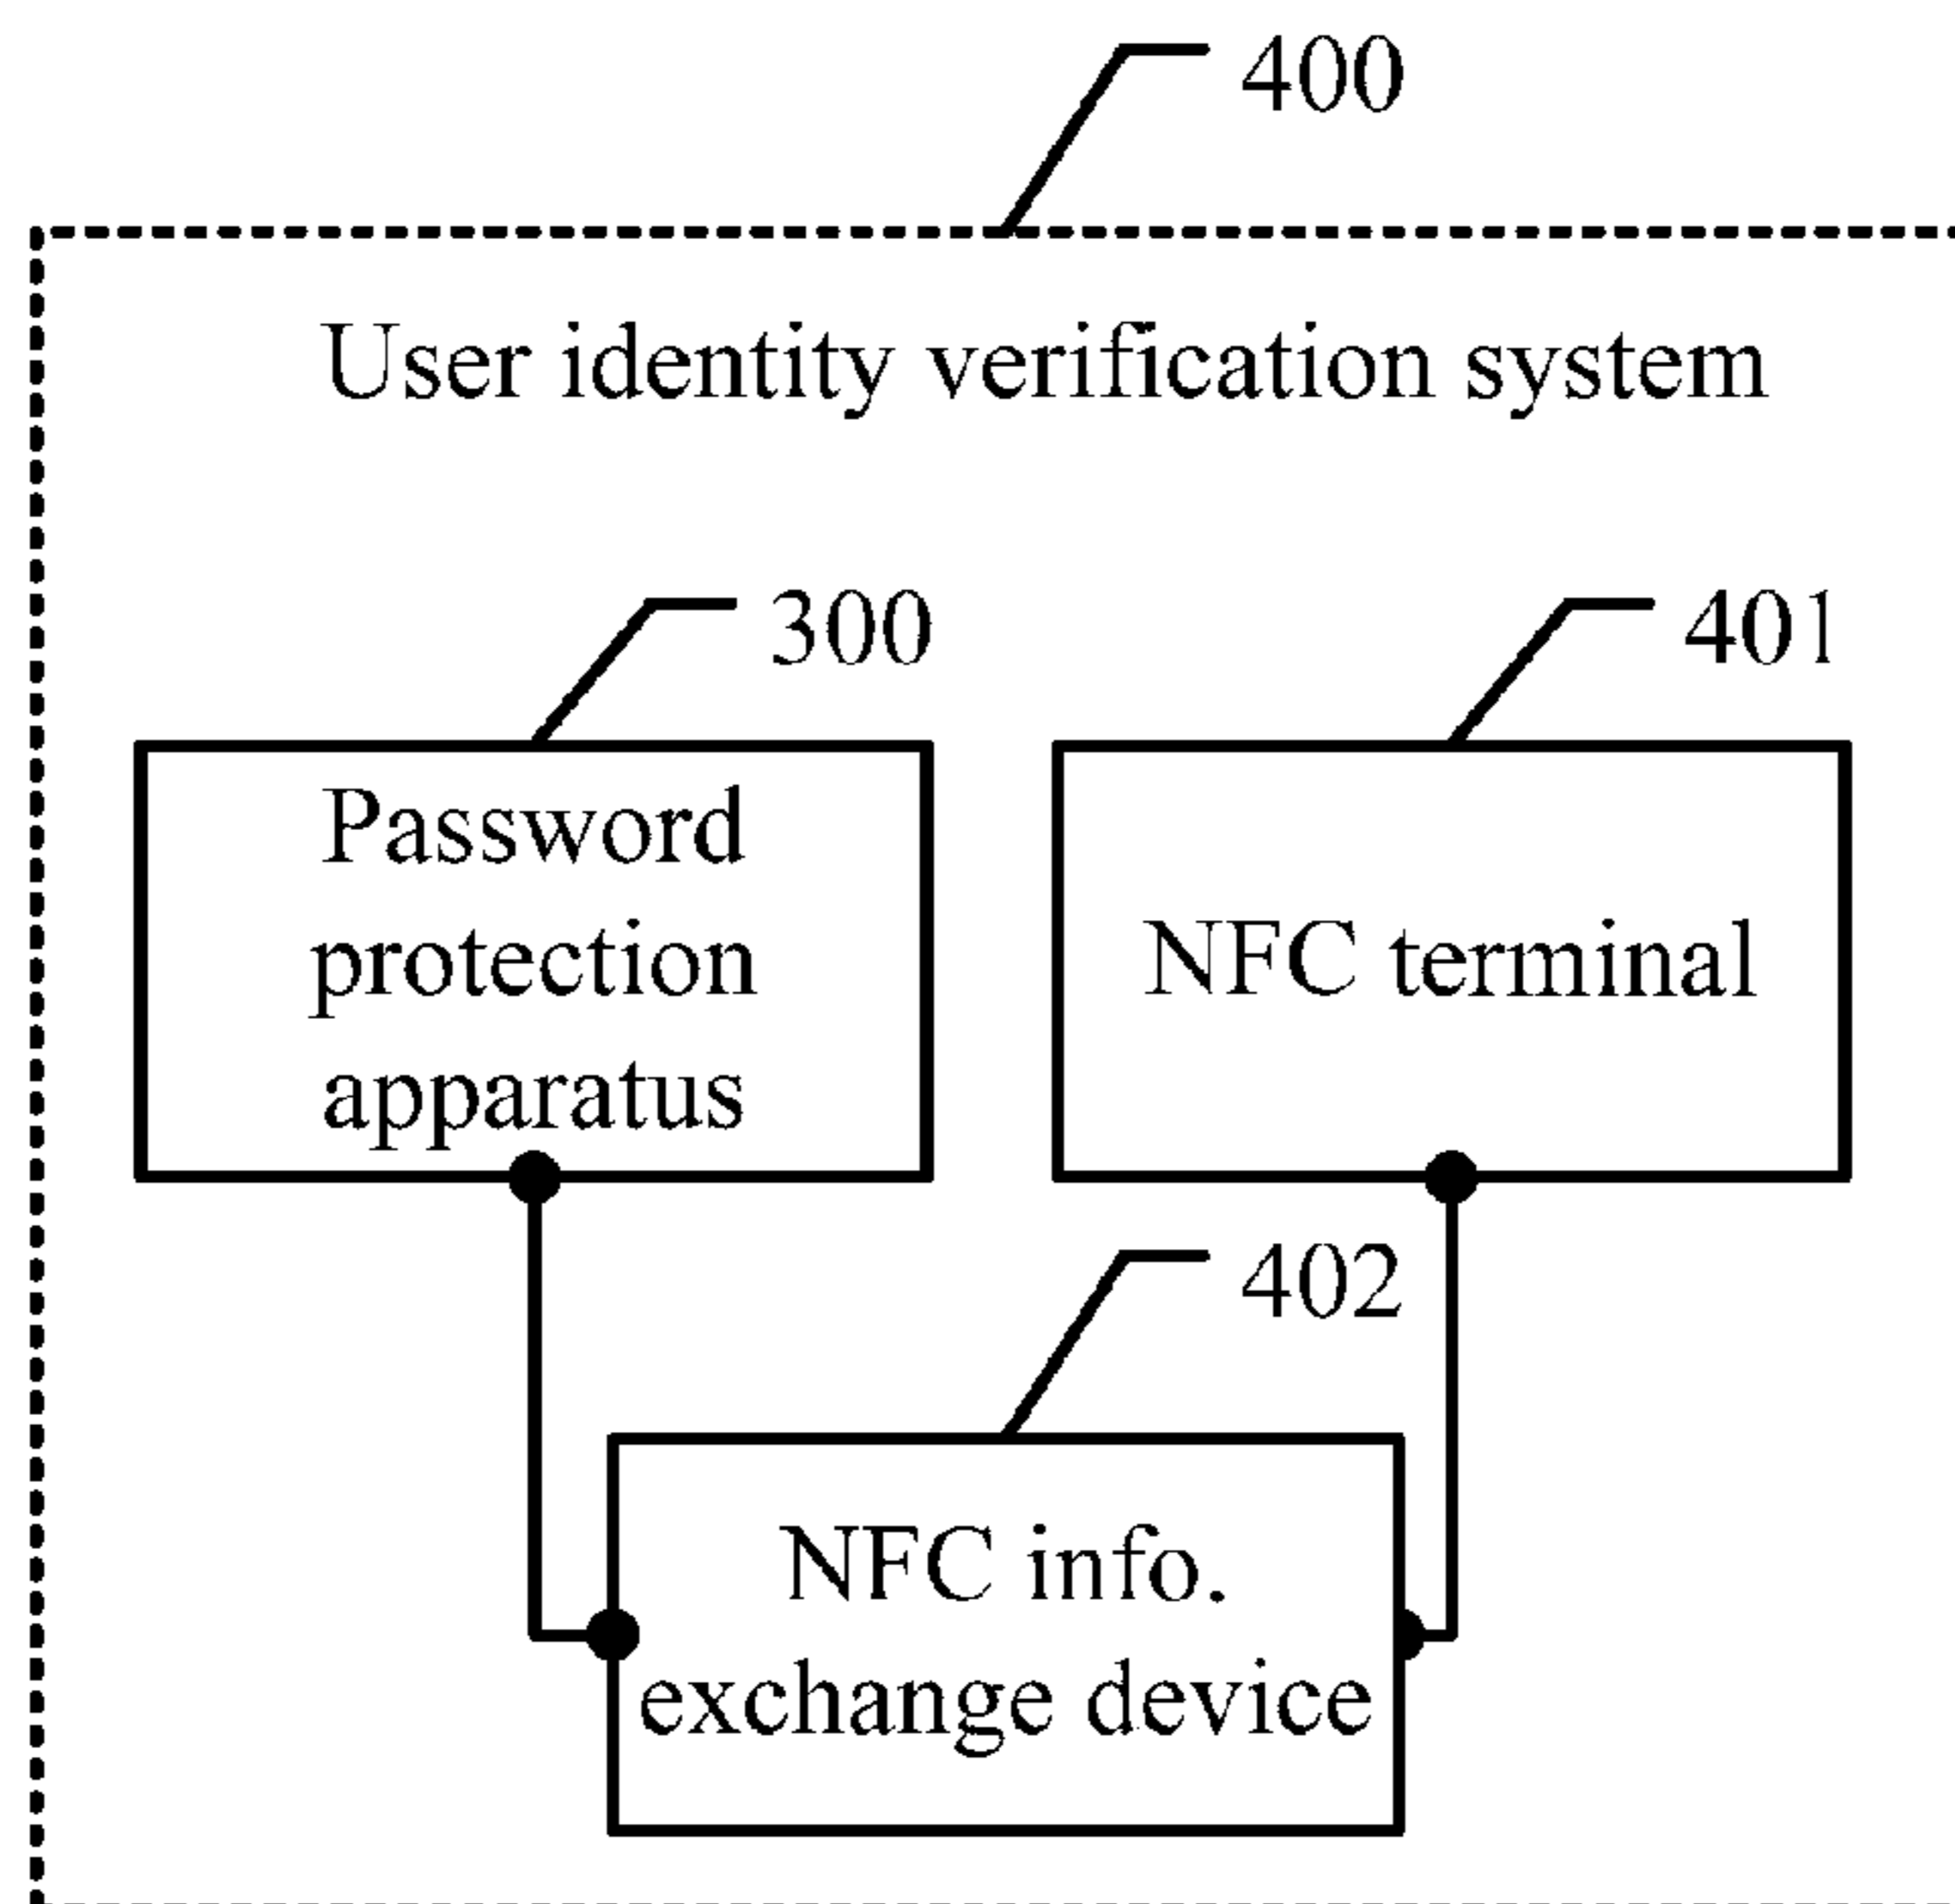 400
User identity verification system
300
401
Password
protection
apparatus
NFC terminal
402
NFC info.
exchange device